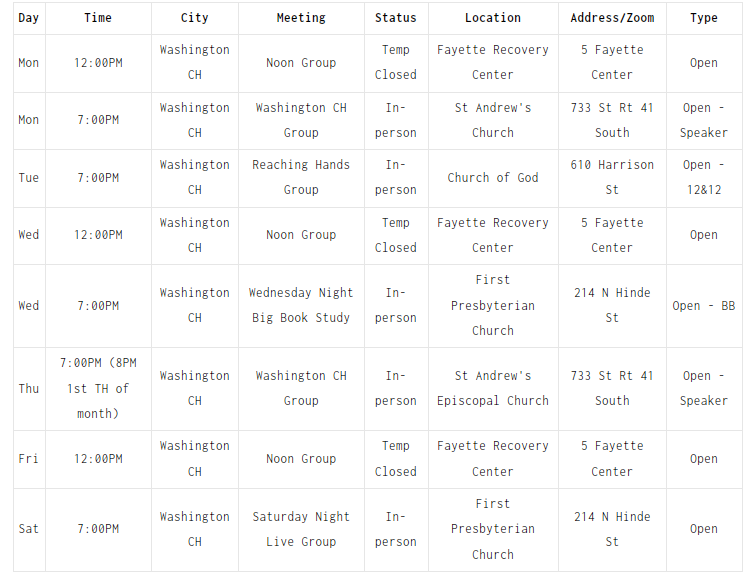 Day Time City Meeting Status Location Address/Zoom Type
Mon 12:00PM Washington CH Noon Group Temp Closed Fayette Recovery Center 5 Fayette Center Open
Mon 7:00PM Washington CH Washington CH Group In-person St Andrew's Church 733 St Rt 41 South Open - Speaker
Tue 7:00PM Washington CH Reaching Hands Group In-person Church of God 610 Harrison St Open - 12&12
Wed 12:00PM Washington CH Noon Group Temp Closed Fayette Recovery Center 5 Fayette Center Open
Wed 7:00PM Washington CH Wednesday Night Big Book Study In-person First Presbyterian Church 214 N Hinde St Open - BB
Thu 7:00PM (8PM 1st TH of month) Washington CH Washington CH Group In-person St Andrew's Episcopal Church 733 St Rt 41 South Open - Speaker
Fri 12:00PM Washington CH Noon Group Temp Closed Fayette Recovery Center 5 Fayette Center Open
Sat 7:00PM Washington CH Saturday Night Live Group In-person First Presbyterian Church 214 N Hinde St Open